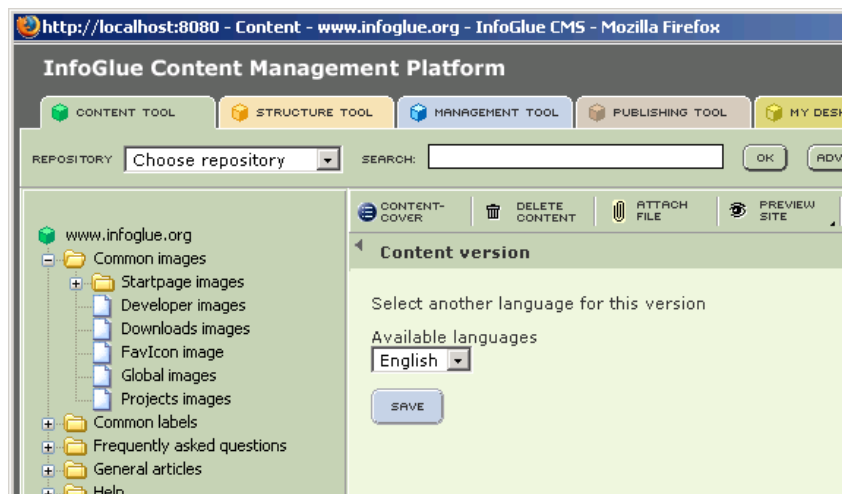 http://localhost:8080 - Content - www.infoglue.org - InfoGlue CMS - Mozilla Firefox
InfoGlue Content Management Platform
CONTENT TOOL
STRUCTURE TOOL
MANAGEMENT TOOL
PUBLISHING TOOL
MY DESK
REPOSITORY
Choose repository
SEARCH:
OK
ADV
CONTENT-
COVER
DELETE
CONTENT
ATTACH
FILE
PREVIEW
SITE
www.infoglue.org
Common images
Startpage images
Developer images
Downloads images
FavIcon image
Global images
Projects images
Common labels
Frequently asked questions
General articles
Help
Content version
Select another language for this version
Available languages
English
SAVE